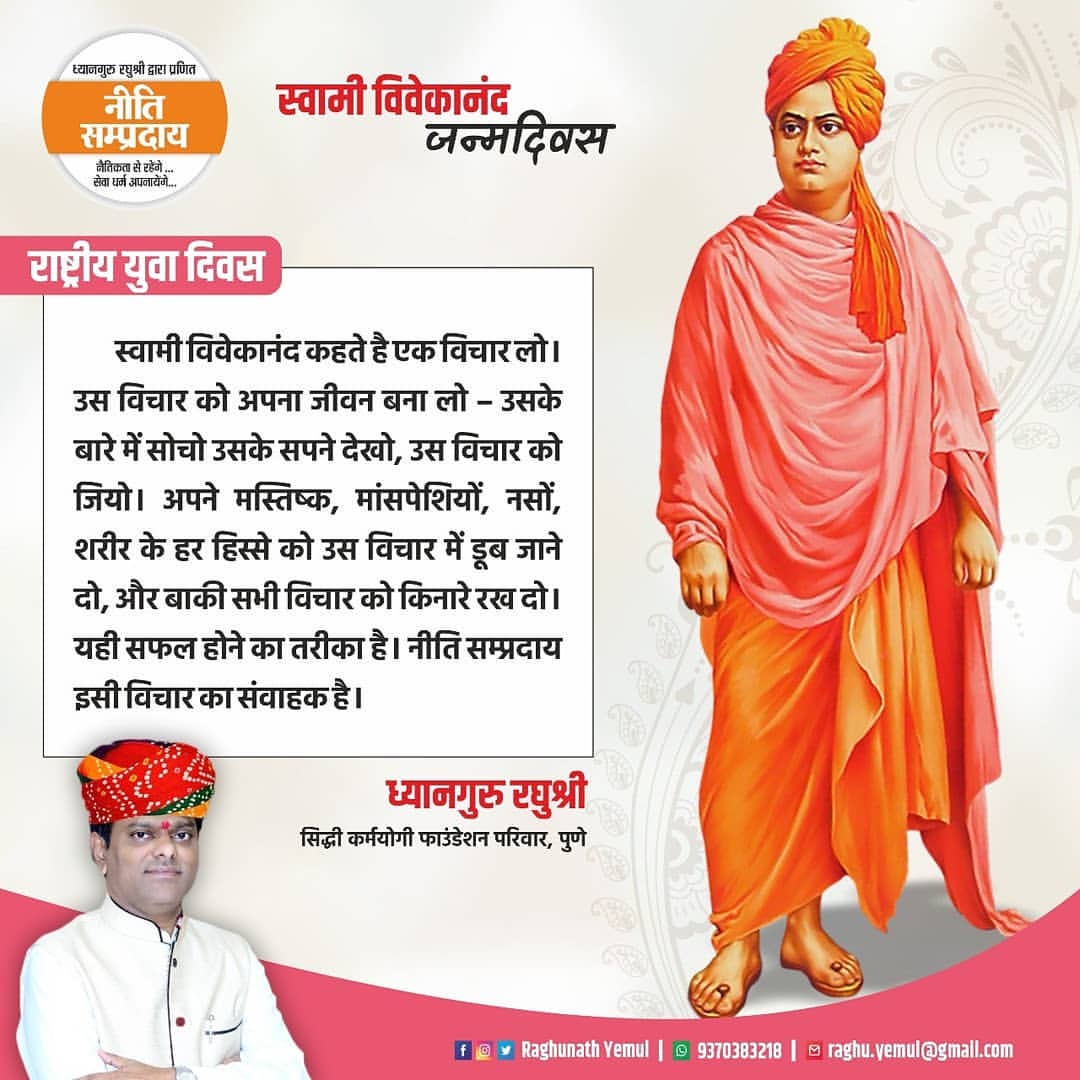 ध्यानगुरु रघुश्री द्वारा प्रणित
नीति
सम्प्रदाय
नैतिकता से रहेंगे ...
सेवा धर्म अपनायेंगे...
स्वामी विवेकानंद
जन्मदिवस
राष्ट्रीय युवा दिवस
स्वामी विवेकानंद कहते है एक विचार लो।
उस विचार को अपना जीवन बना लो – उसके
बारे में सोचो उसके सपने देखो, उस विचार को
जियो। अपने मस्तिष्क, मांसपेशियों, नसों,
शरीर के हर हिस्से को उस विचार में डूब जाने
दो, और बाकी सभी विचार को किनारे रख दो।
यही सफल होने का तरीका है। नीति सम्प्रदाय
इसी विचार का संवाहक है।
ध्यानगुरु रघुश्री
सिद्धी कर्मयोगी फाउंडेशन परिवार, पुणे
Raghunath Yemul | 9370383218 | raghu.yemul@gmail.com